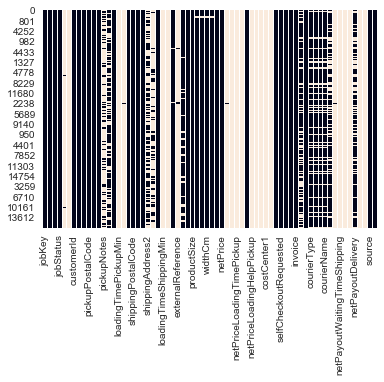 0
801
4252
982
4433
1327
4778
8229
11680
2238
5689
9140
950
4401
7852
11303
14754
3259
6710
10161
13612
jobKey
jobStatus
customerId
pickupPostalCode
pickupNotes
loadingTimePickupMin
shippingPostalCode
shippingAddress2
loadingTimeShippingMin
externalReference
productSize
widthCm
netPrice
netPriceLoadingTimePickup
netPriceLoadingHelpPickup
costCenter1
selfCheckoutRequested
invoice
courierType
courierName
netPayoutWaitingTimeShipping
netPayoutDelivery
source